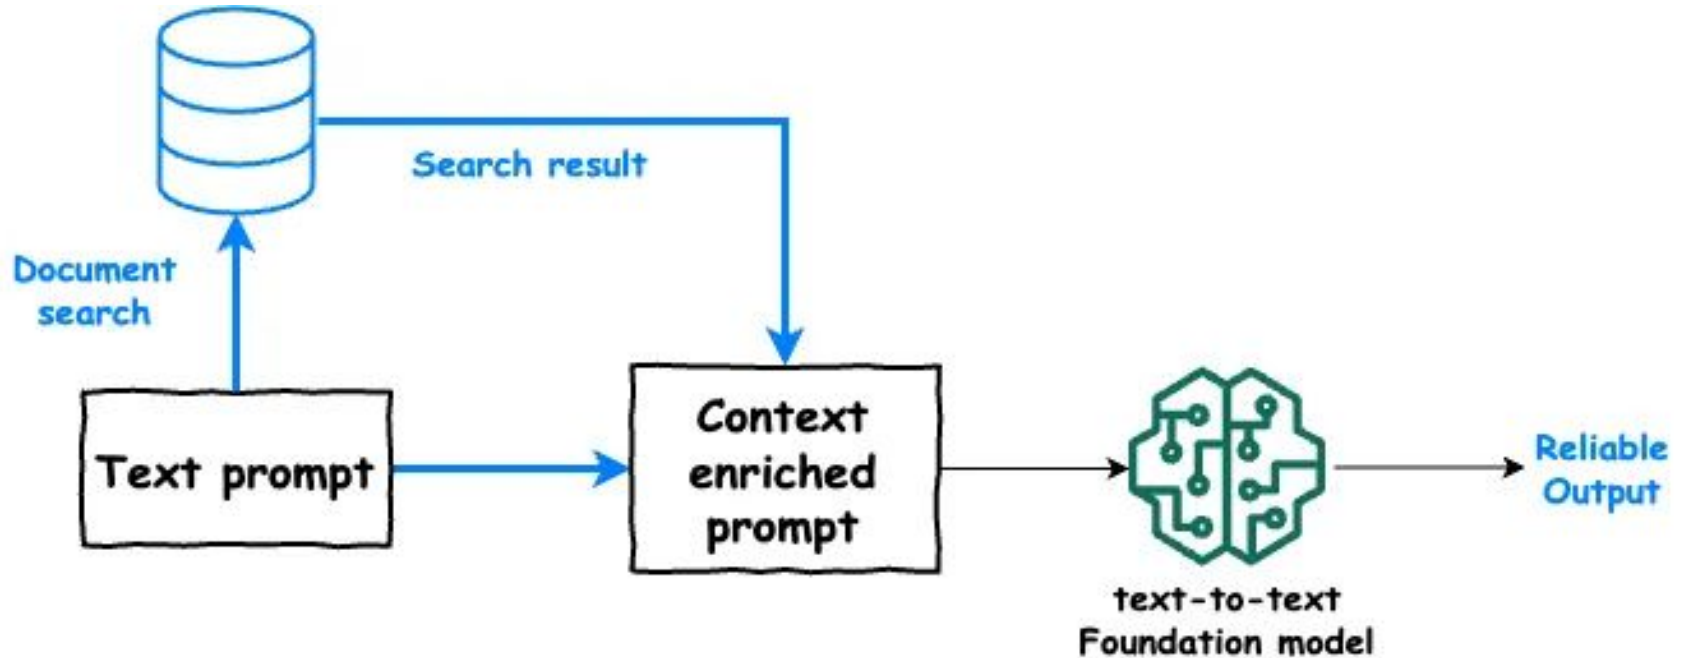 Search result
Document
search
Text prompt
Context
enriched
prompt
Reliable
Output
text-to-text
Foundation model